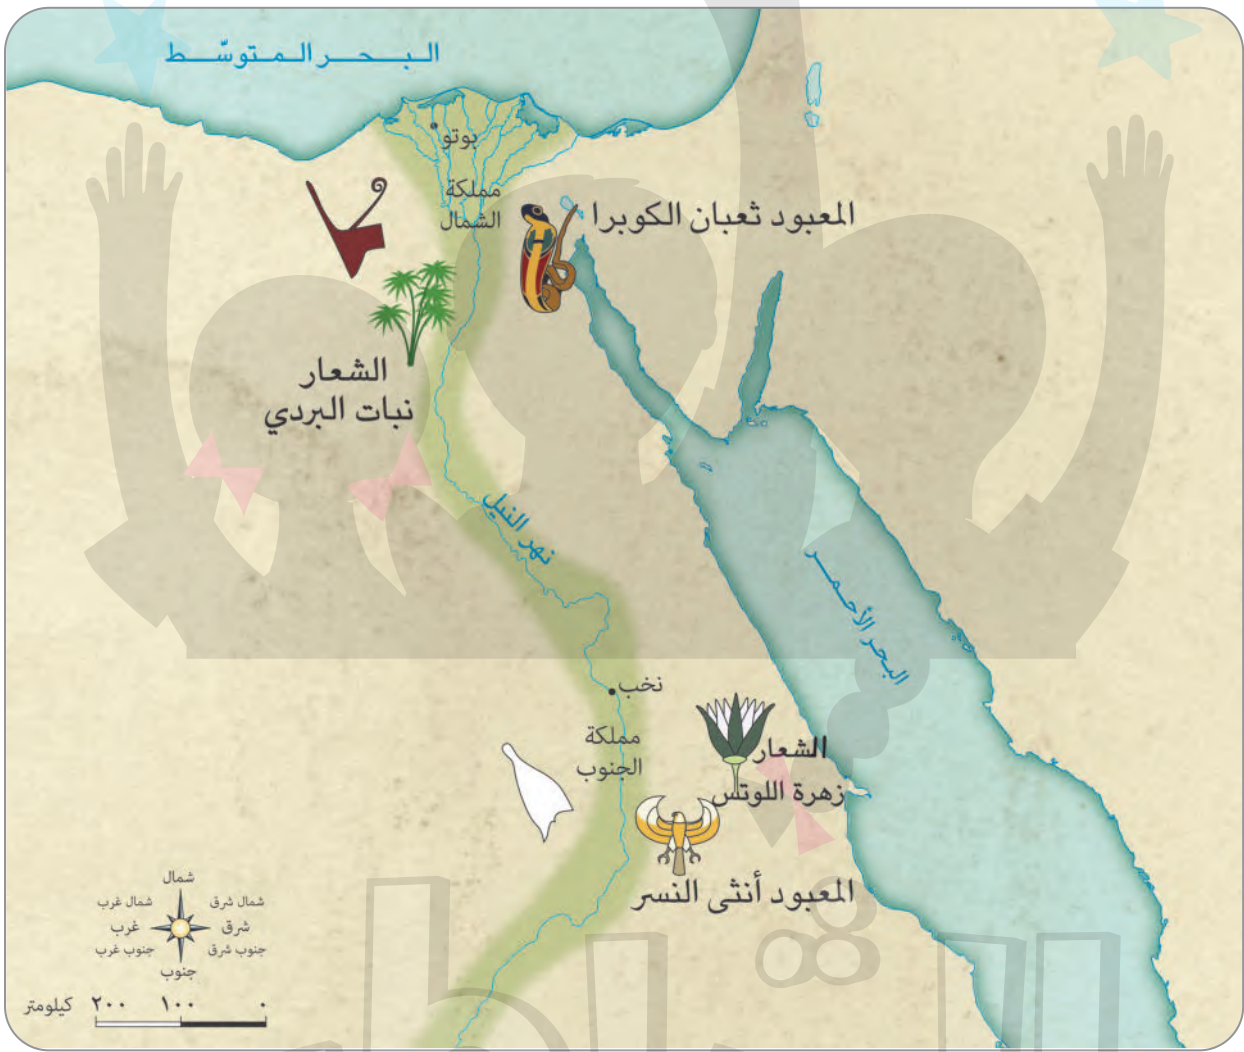 البحر المتوسّط
بوتو
مملكة
الشمال
المعبود ثعبان الكوبرا
الشعار
نبات البردي
نهر النيل
البحر الأحمر
نخب
مملكة
الجنوب
الشعار
زهرة اللوتس
المعبود أنثى النسر
شمال
شمال غرب
شمال شرق
غرب
شرق
جنوب غرب
جنوب شرق
جنوب
كيلومتر ٢٠٠ ١٠٠ ٠